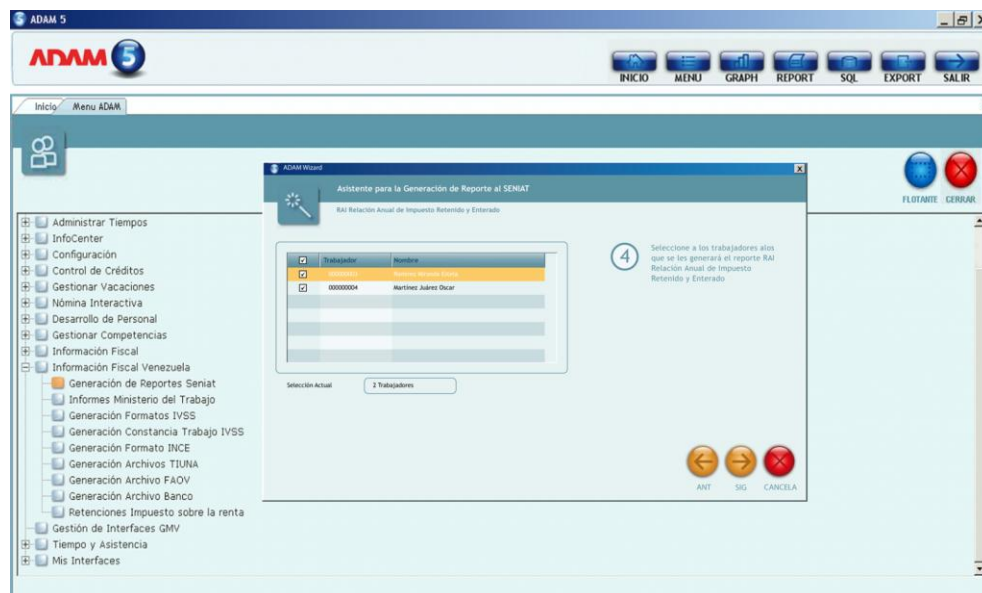 ADAM 5
ADAM 5
INICIO MENU GRAPH REPORT SQL EXPORT SALIR
Inicio Menu ADAM
FLOTANTE CERRAR
ADAM Wizard
Asistente para la Generación de Reporte al SENIAT
RAI Relación Anual de Impuesto Retenido y Enterado
Trabajador Nombre
000000004 Martínez Juárez Oscar
Selección Actual 2 Trabajadores
4
Seleccione a los trabajadores alos
que se les generará el reporte RAI
Relación Anual de Impuesto
Retenido y Enterado
ANT SIG CANCELA
Administrar Tiempos
InfoCenter
Configuración
Control de Créditos
Gestionar Vacaciones
Nómina Interactiva
Desarrollo de Personal
Gestionar Competencias
Información Fiscal
Información Fiscal Venezuela
Generación de Reportes Seniat
Informes Ministerio del Trabajo
Generación Formatos IVSS
Generación Constancia Trabajo IVSS
Generación Formato INCE
Generación Archivos TIUNA
Generación Archivo FAOV
Generación Archivo Banco
Retenciones Impuesto sobre la renta
Gestión de Interfaces GMV
Tiempo y Asistencia
Mis Interfaces